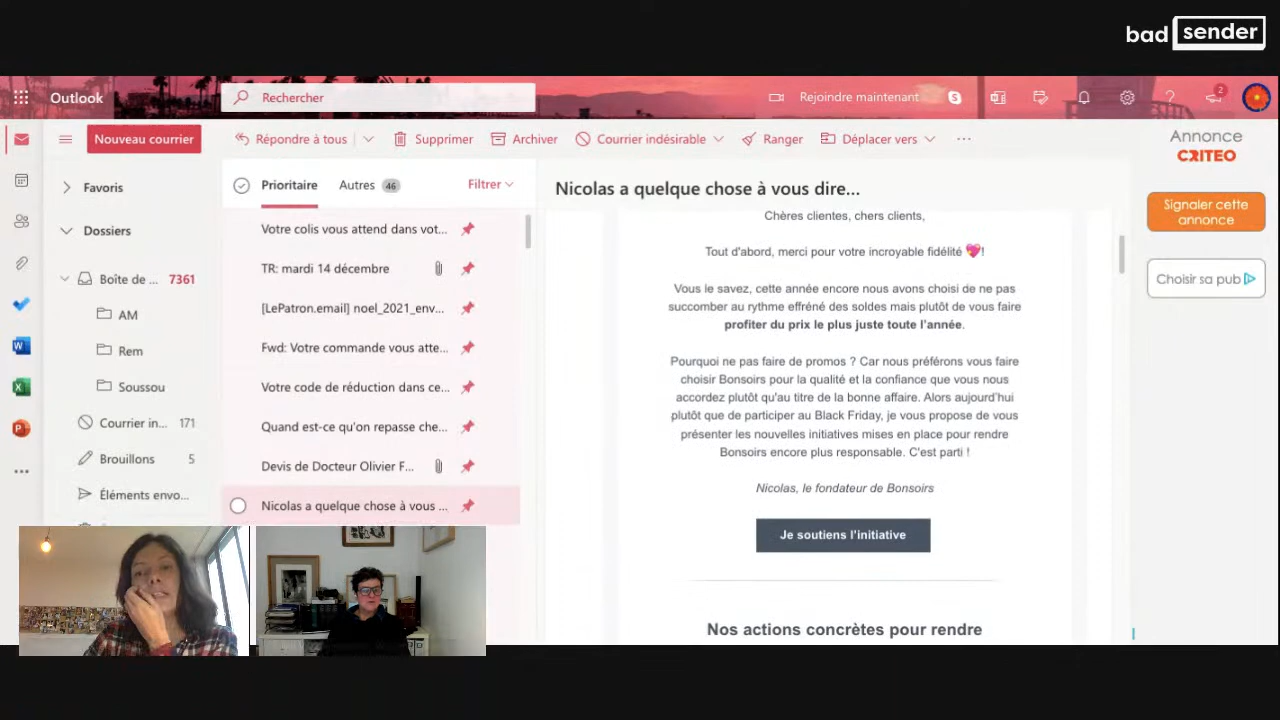 bad sender
Outlook
Rechercher
Rejoindre maintenant
2
Nouveau courrier
Répondre à tous
Supprimer
Archiver
Courrier indésirable
Ranger
Déplacer vers
Favoris
Dossiers
Boîte de ... 7361
AM
Rem
Soussou
Courrier in... 171
Brouillons 5
Éléments envo...
Prioritaire
Autres 46
Filtrer
Votre colis vous attend dans vot...
TR: mardi 14 décembre
[LePatron.email] noel_2021_env...
Fwd: Votre commande vous atte...
Votre code de réduction dans ce...
Quand est-ce qu'on repasse che...
Devis de Docteur Olivier F...
Nicolas a quelque chose à vous ...
Nicolas a quelque chose à vous dire...
Chères clientes, chers clients,
Tout d'abord, merci pour votre incroyable fidélité 💖!
Vous le savez, cette année encore nous avons choisi de ne pas
succomber au rythme effréné des soldes mais plutôt de vous faire
profiter du prix le plus juste toute l'année.
Pourquoi ne pas faire de promos ? Car nous préférons vous faire
choisir Bonsoirs pour la qualité et la confiance que vous nous
accordez plutôt qu'au titre de la bonne affaire. Alors aujourd'hui
plutôt que de participer au Black Friday, je vous propose de vous
présenter les nouvelles initiatives mises en place pour rendre
Bonsoirs encore plus responsable. C'est parti !
Nicolas, le fondateur de Bonsoirs
Je soutiens l'initiative
Nos actions concrètes pour rendre
Annonce
CRITEO
Signaler cette
annonce
Choisir sa pub